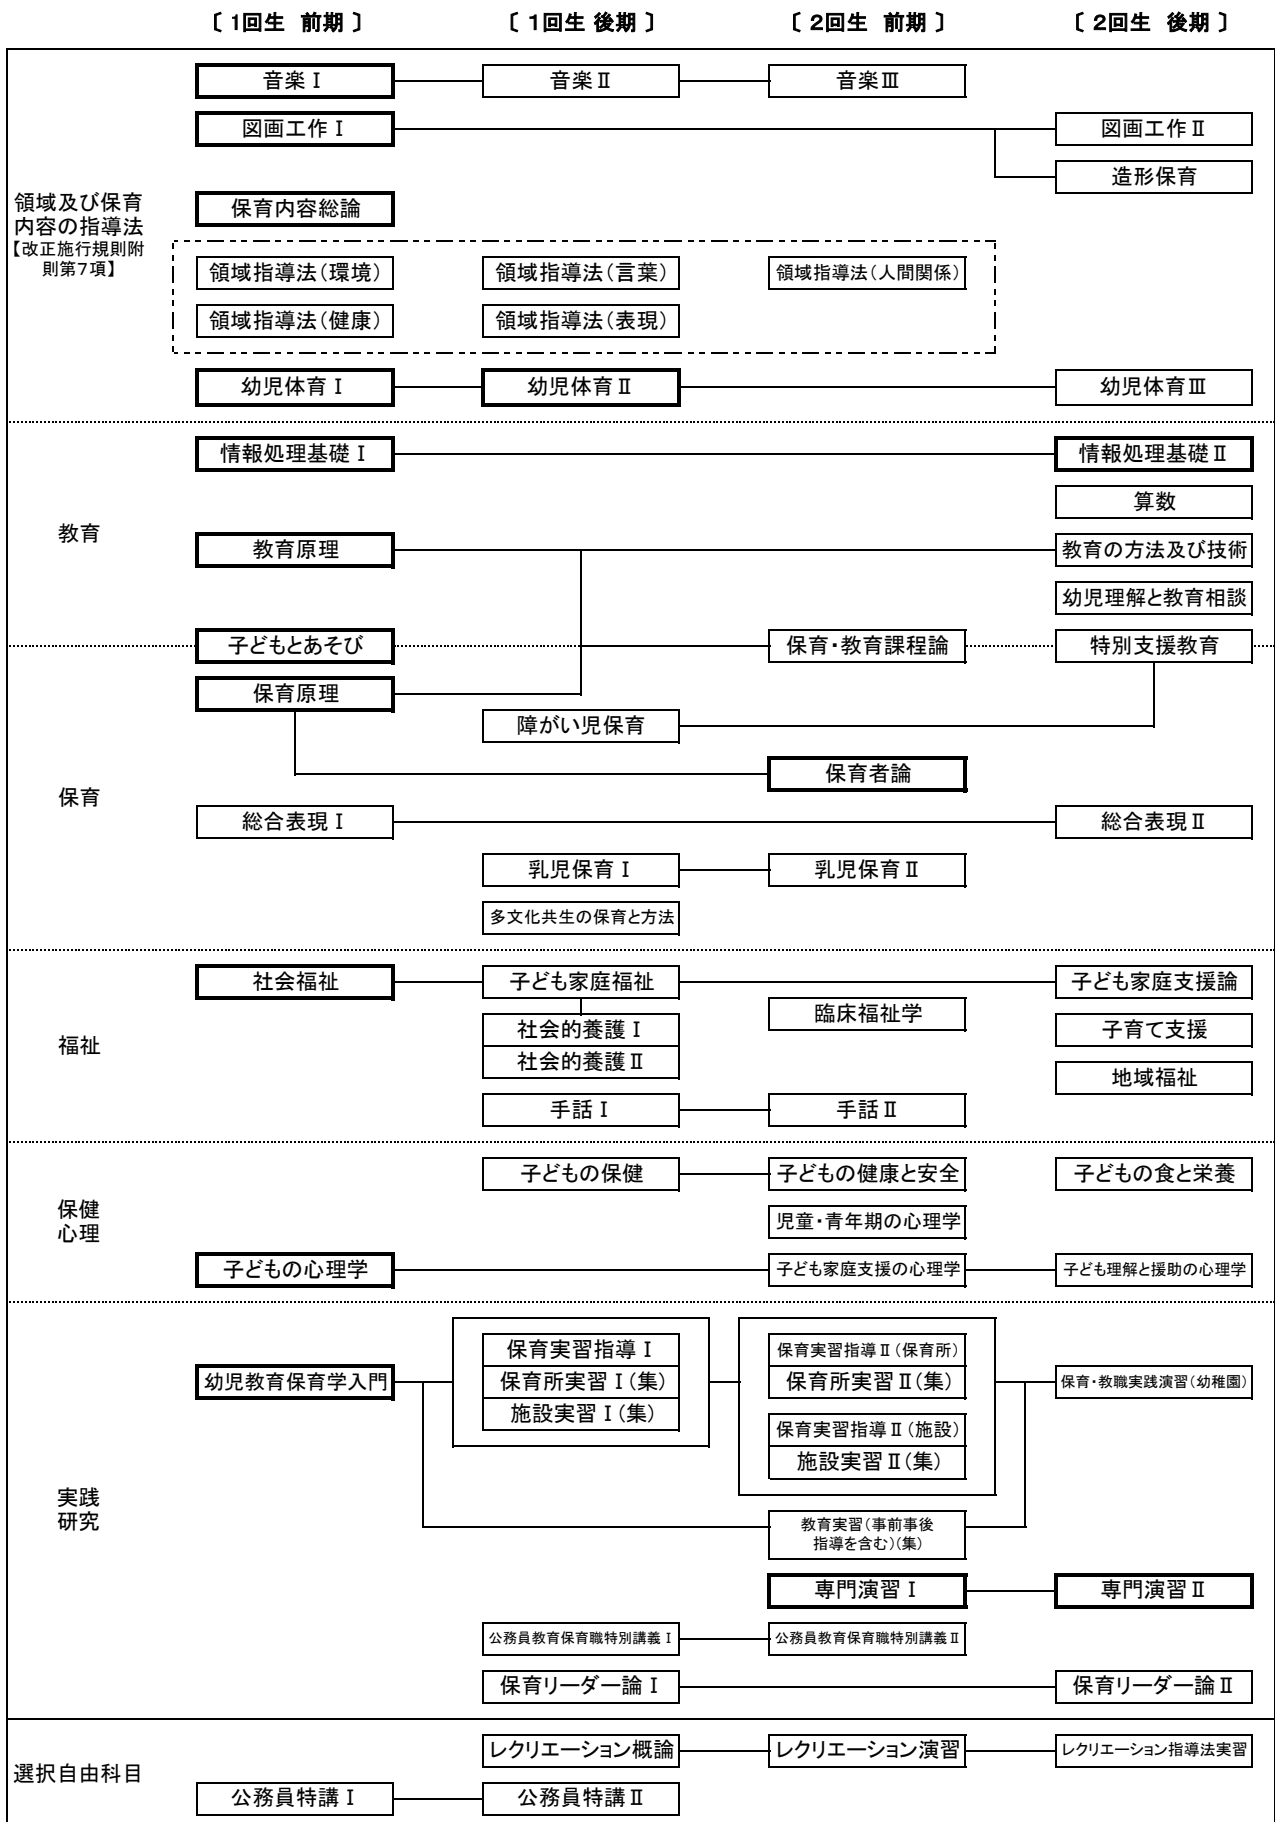 〔 1回生 前期 〕 〔 1回生 後期 〕 〔 2回生 前期 〕 〔 2回生 後期 〕
音楽Ⅰ 音楽Ⅱ 音楽Ⅲ
図画工作Ⅰ 図画工作Ⅱ
造形保育
領域及び保育
内容の指導法
【改正施行規則附
則第7項】
保育内容総論
領域指導法(環境) 領域指導法(言葉) 領域指導法(人間関係)
領域指導法(健康) 領域指導法(表現)
幼児体育Ⅰ 幼児体育Ⅱ 幼児体育Ⅲ
情報処理基礎Ⅰ 情報処理基礎Ⅱ
算数
教育
教育原理 教育の方法及び技術
幼児理解と教育相談
子どもとあそび 保育・教育課程論 特別支援教育
保育原理
障がい児保育
保育者論
保育
総合表現Ⅰ 総合表現Ⅱ
乳児保育Ⅰ 乳児保育Ⅱ
多文化共生の保育と方法
社会福祉 子ども家庭福祉 子ども家庭支援論
臨床福祉学
社会的養護Ⅰ 子育て支援
福祉
社会的養護Ⅱ
地域福祉
手話Ⅰ 手話Ⅱ
子どもの保健 子どもの健康と安全 子どもの食と栄養
保健
心理
児童・青年期の心理学
子どもの心理学 子ども家庭支援の心理学 子ども理解と援助の心理学
保育実習指導Ⅰ 保育実習指導Ⅱ(保育所)
幼児教育保育学入門 保育所実習Ⅰ(集) 保育所実習Ⅱ(集) 保育・教職実践演習(幼稚園)
施設実習Ⅰ(集)
保育実習指導Ⅱ(施設)
施設実習Ⅱ(集)
実践
研究
教育実習(事前事後
指導を含む)(集)
専門演習Ⅰ 専門演習Ⅱ
公務員教育保育職特別講義Ⅰ 公務員教育保育職特別講義Ⅱ
保育リーダー論Ⅰ 保育リーダー論Ⅱ
レクリエーション概論 レクリエーション演習 レクリエーション指導法実習
選択自由科目
公務員特講Ⅰ 公務員特講Ⅱ